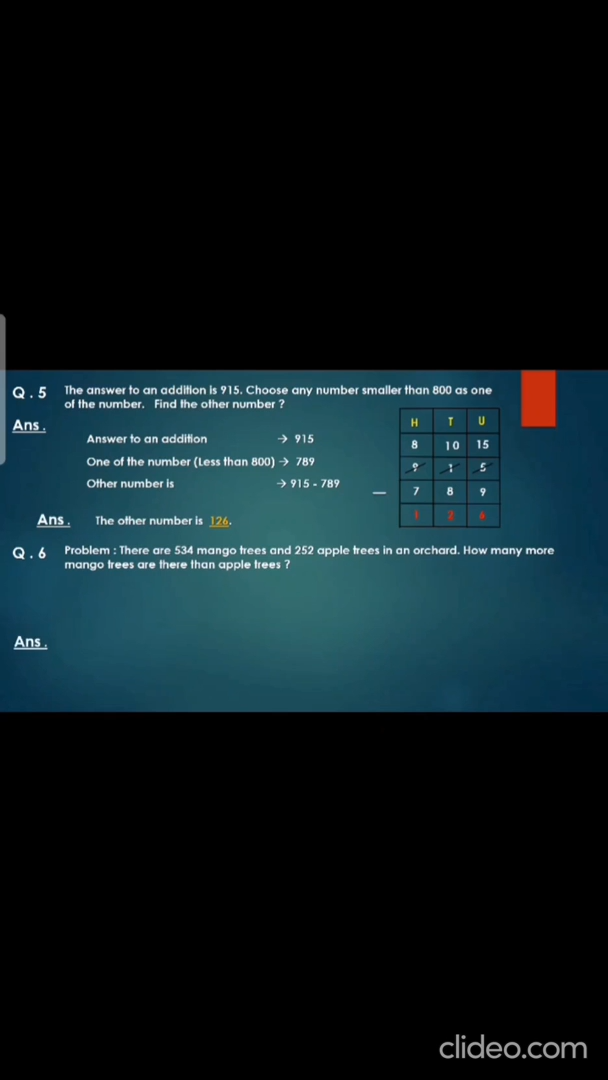 Q . 5 The answer to an addition is 915. Choose any number smaller than 800 as one
of the number. Find the other number ?
Ans .
Answer to an addition → 915
One of the number (Less than 800) → 789
Other number is → 915 - 789
H T U
8 10 15
9 1 5
— 7 8 9
1 2 6
Ans . The other number is 126.
Q . 6 Problem : There are 534 mango trees and 252 apple trees in an orchard. How many more
mango trees are there than apple trees ?
Ans .
clideo.com